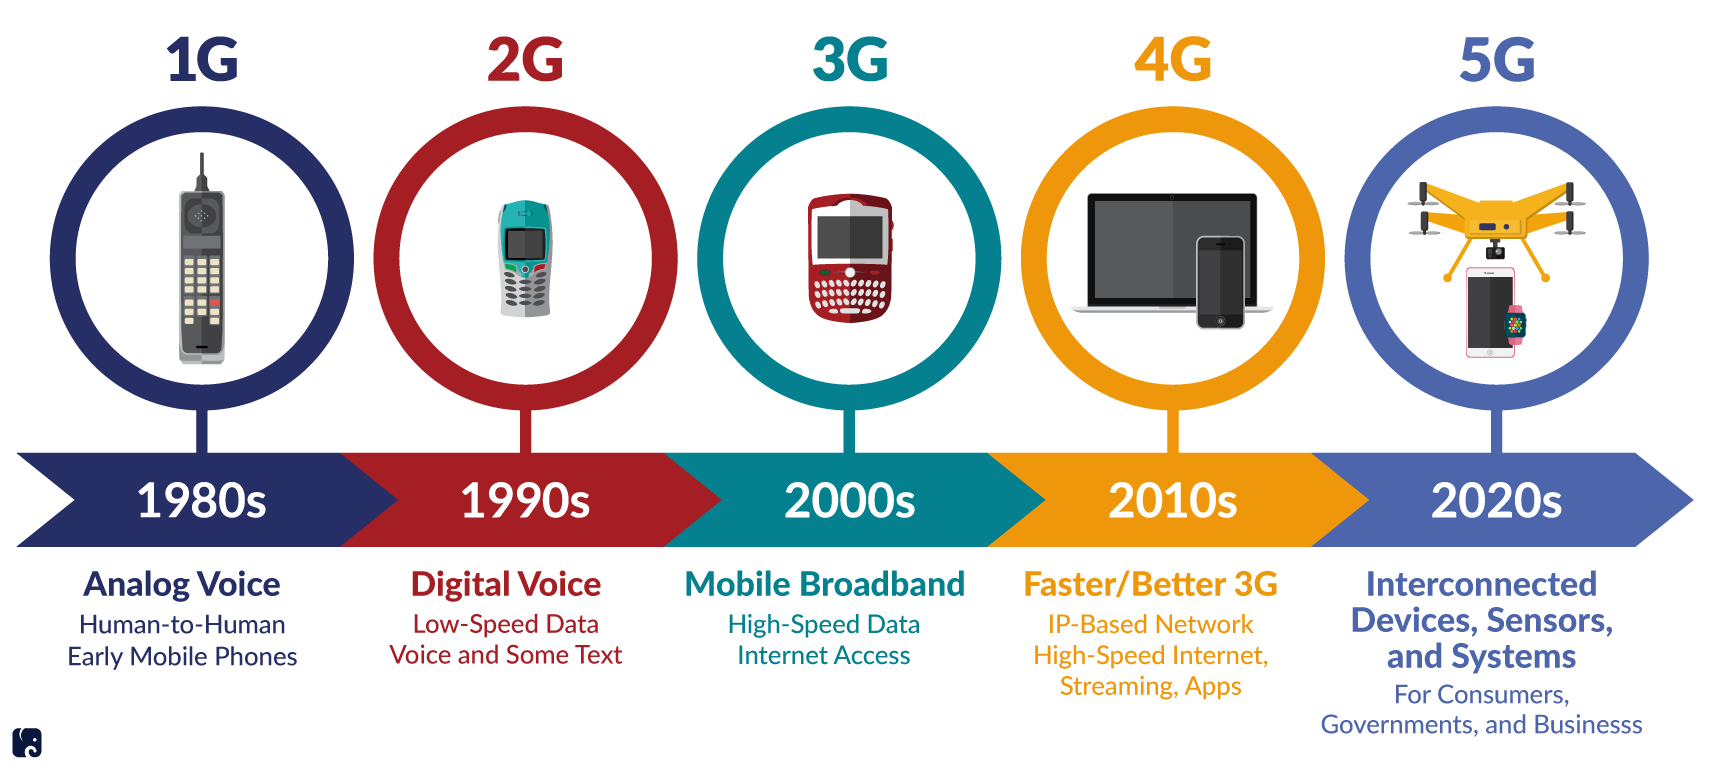 1G
2G
3G
4G
5G
1980s
1990s
2000s
2010s
2020s
Analog Voice
Human-to-Human
Early Mobile Phones
Digital Voice
Low-Speed Data
Voice and Some Text
Mobile Broadband
High-Speed Data
Internet Access
Faster/Better 3G
IP-Based Network
High-Speed Internet,
Streaming, Apps
Interconnected
Devices, Sensors,
and Systems
For Consumers,
Governments, and Businesss